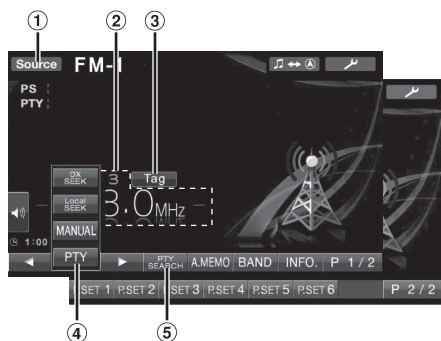 ① ② ③
Source FM-1
PS :
PTY :
DX SEEK
3 Tag
Local SEEK
3.0MHz
MANUAL
1:00
PTY
PTY SEARCH A.MEMO BAND INFO. P 1/2
P.SET 1 P.SET 2 P.SET 3 P.SET 4 P.SET 5 P.SET 6 P 2/2
④ ⑤